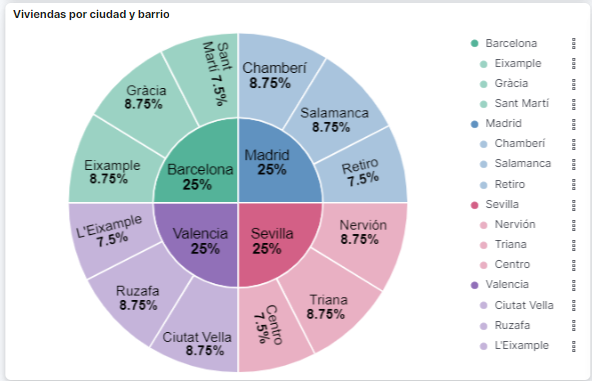 Viviendas por ciudad y barrio
Sant
Martí 7.5%
Chamberí
8.75%
Gràcia
8.75%
Salamanca
8.75%
Eixample
8.75%
Barcelona
25%
Madrid
25%
Retiro
7.5%
L'Eixample
7.5%
Valencia
25%
Sevilla
25%
Nervión
8.75%
Ruzafa
8.75%
Triana
8.75%
Ciutat Vella
8.75%
Centro
7.5%
Barcelona
Eixample
Gràcia
Sant Martí
Madrid
Chamberí
Salamanca
Retiro
Sevilla
Nervión
Triana
Centro
Valencia
Ciutat Vella
Ruzafa
L'Eixample